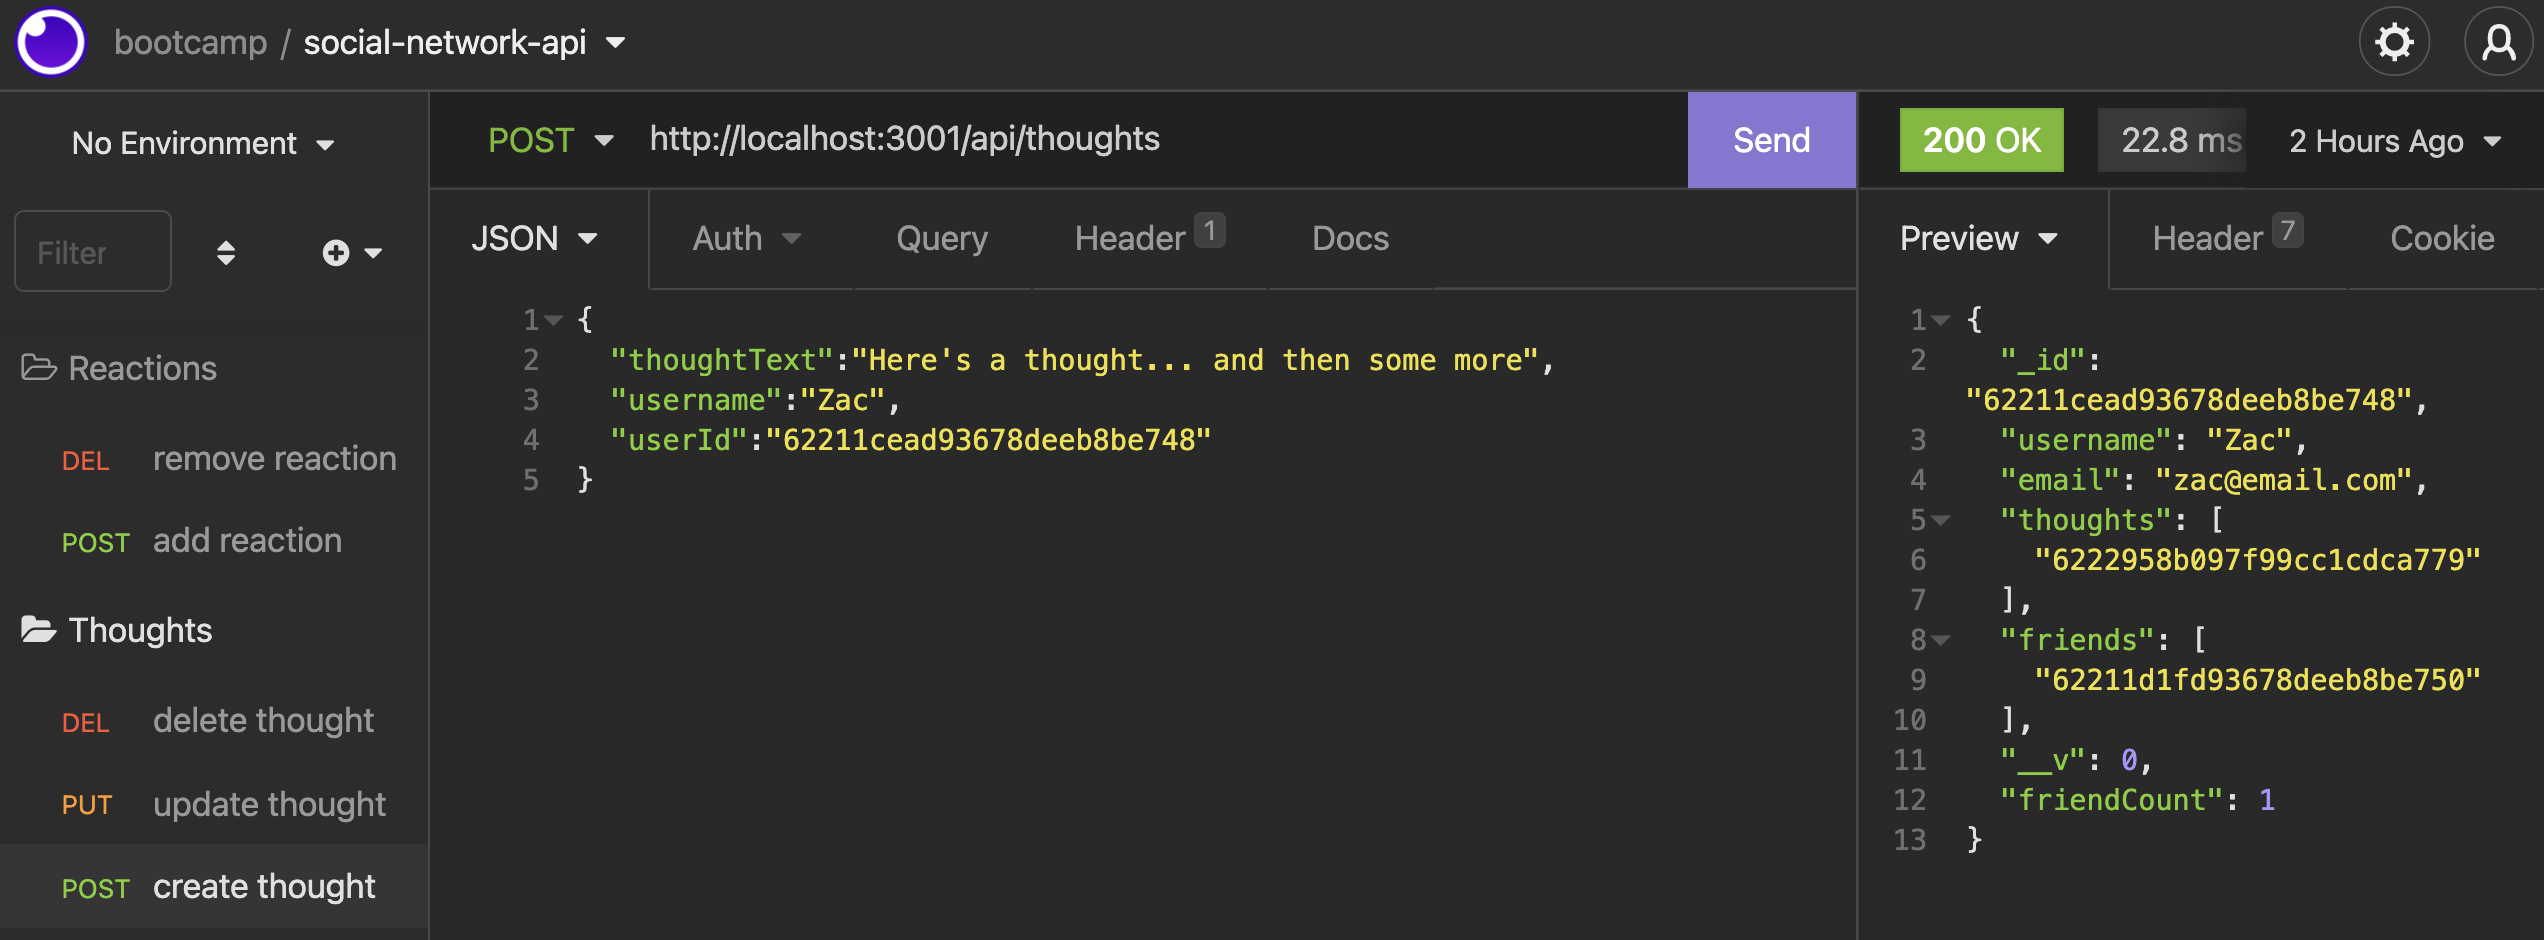 bootcamp / social-network-api
No Environment
Filter
Reactions
DEL remove reaction
POST add reaction
Thoughts
DEL delete thought
PUT update thought
POST create thought
POST http://localhost:3001/api/thoughts Send
JSON Auth Query Header 1 Docs
1 {
2 "thoughtText":"Here's a thought... and then some more",
3 "username":"Zac",
4 "userId":"62211cead93678deeb8be748"
5 }
200 OK 22.8 ms 2 Hours Ago
Preview Header 7 Cookie
1 {
2 "_id":
"62211cead93678deeb8be748",
3 "username": "Zac",
4 "email": "zac@email.com",
5 "thoughts": [
6 "6222958b097f99cc1cdca779"
7 ],
8 "friends": [
9 "62211d1fd93678deeb8be750"
10 ],
11 "__v": 0,
12 "friendCount": 1
13 }